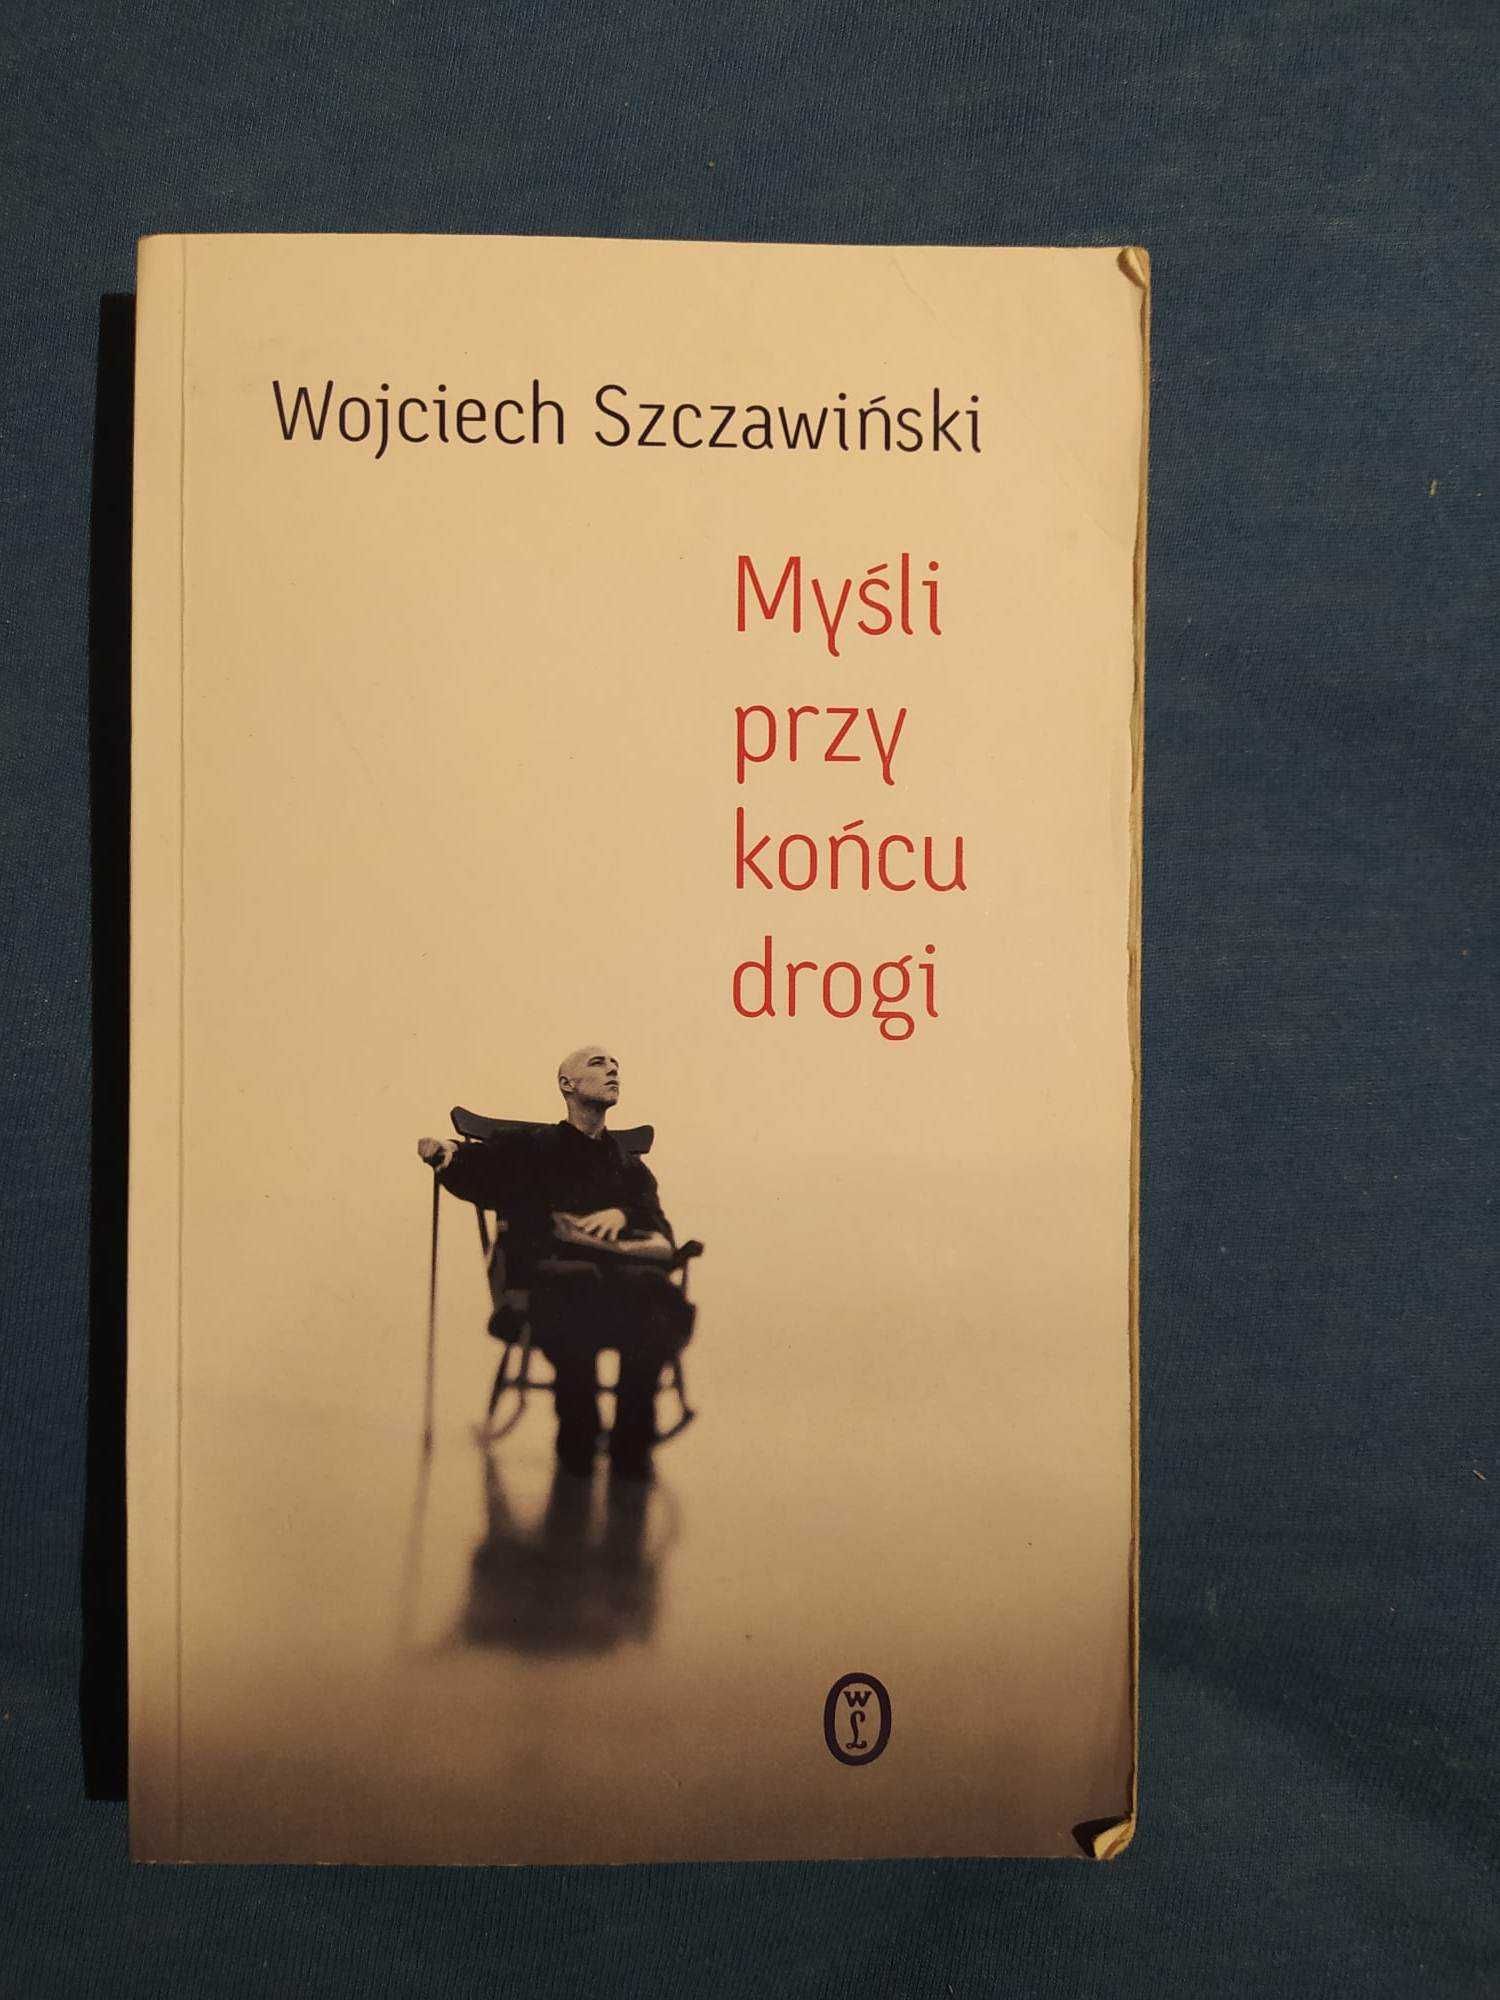 Wojciech Szczawiński
Myśli
przy
końcu
drogi
W
Ł